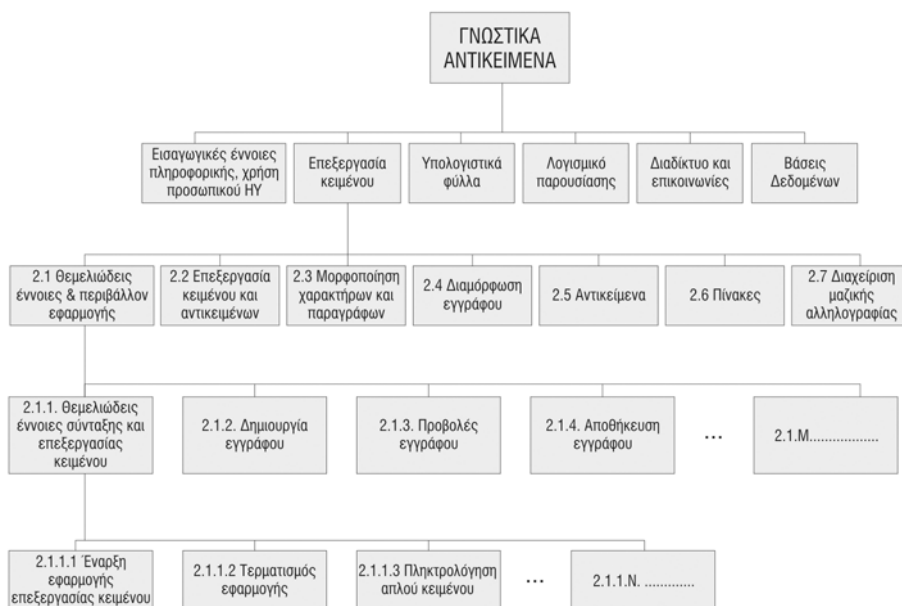 ΓΝΩΣΤΙΚΑ
ΑΝΤΙΚΕΙΜΕΝΑ
Εισαγωγικές έννοιες
πληροφορικής, χρήση
προσωπικού ΗΥ
Επεξεργασία
κειμένου
Υπολογιστικά
φύλλα
Λογισμικό
παρουσίασης
Διαδίκτυο και
επικοινωνίες
Βάσεις
Δεδομένων
2.1 Θεμελιώδεις
έννοιες & περιβάλλον
εφαρμογής
2.2 Επεξεργασία
κειμένου και
αντικειμένων
2.3 Μορφοποίηση
χαρακτήρων και
παραγράφων
2.4 Διαμόρφωση
εγγράφου
2.5 Αντικείμενα
2.6 Πίνακες
2.7 Διαχείριση
μαζικής
αλληλογραφίας
2.1.1. Θεμελιώδεις
έννοιες σύνταξης και
επεξεργασίας
κειμένου
2.1.2. Δημιουργία
εγγράφου
2.1.3. Προβολές
εγγράφου
2.1.4. Αποθήκευση
εγγράφου
...
2.1.Μ..................
2.1.1.1 Έναρξη
εφαρμογής
επεξεργασίας κειμένου
2.1.1.2 Τερματισμός
εφαρμογής
2.1.1.3 Πληκτρολόγηση
απλού κειμένου
...
2.1.1.Ν. .............